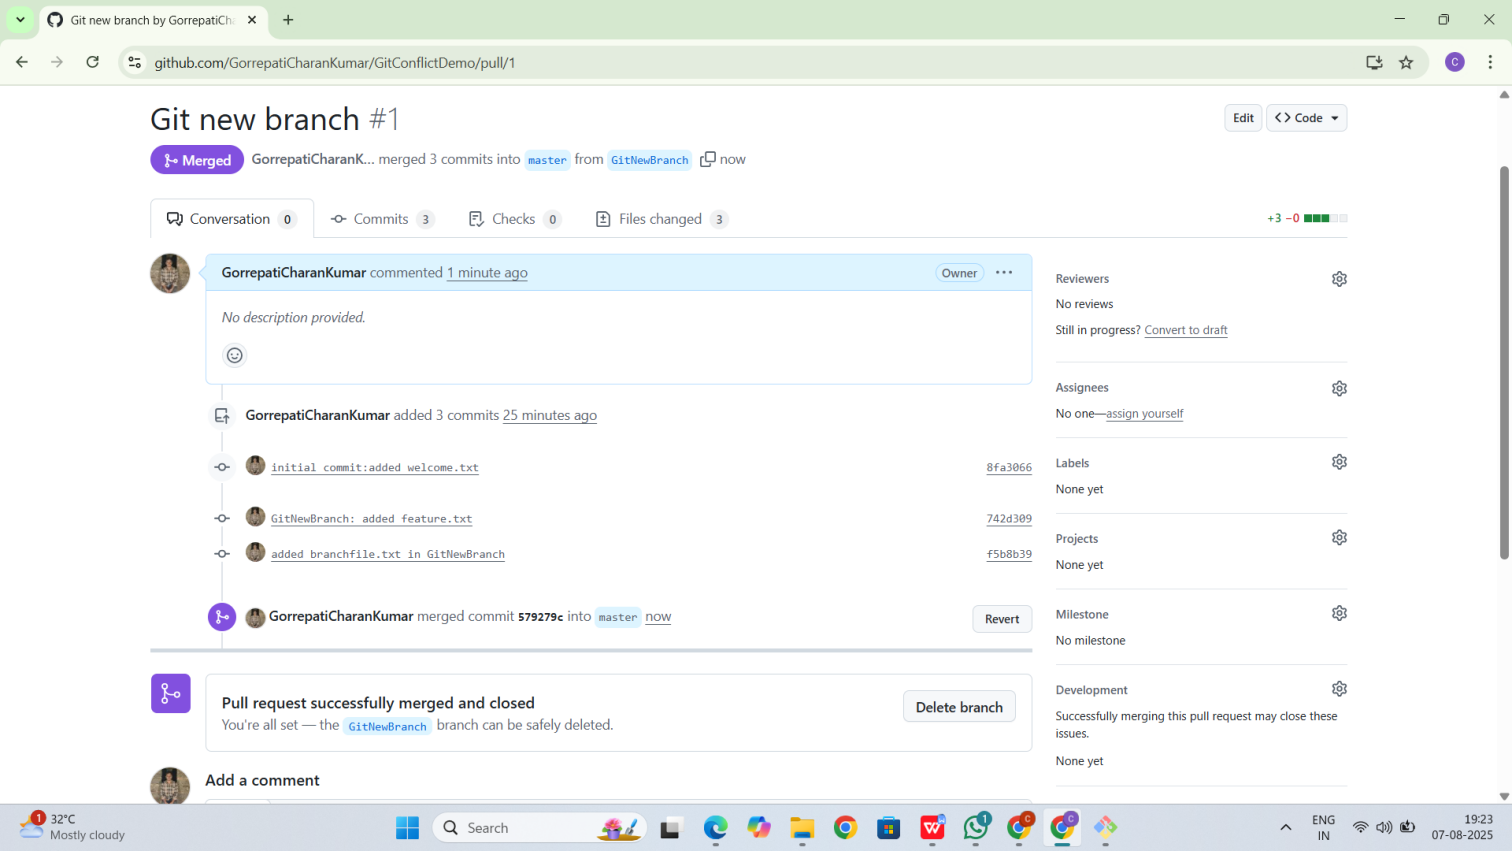 Git new branch by GorrepatiCha
github.com/GorrepatiCharanKumar/GitConflictDemo/pull/1
C
Git new branch #1
Edit
<> Code
Merged
GorrepatiCharanK... merged 3 commits into master from GitNewBranch now
Conversation 0
Commits 3
Checks 0
Files changed 3
+3 −0
GorrepatiCharanKumar commented 1 minute ago
Owner
No description provided.
GorrepatiCharanKumar added 3 commits 25 minutes ago
initial commit:added welcome.txt
8fa3066
GitNewBranch: added feature.txt
742d309
added branchfile.txt in GitNewBranch
f5b8b39
GorrepatiCharanKumar merged commit 579279c into master now
Revert
Pull request successfully merged and closed
You're all set — the GitNewBranch branch can be safely deleted.
Delete branch
Add a comment
Reviewers
No reviews
Still in progress? Convert to draft
Assignees
No one—assign yourself
Labels
None yet
Projects
None yet
Milestone
No milestone
Development
Successfully merging this pull request may close these
issues.
None yet
1
32°C
Mostly cloudy
Search
W
1
C
C
ENG
IN
19:23
07-08-2025